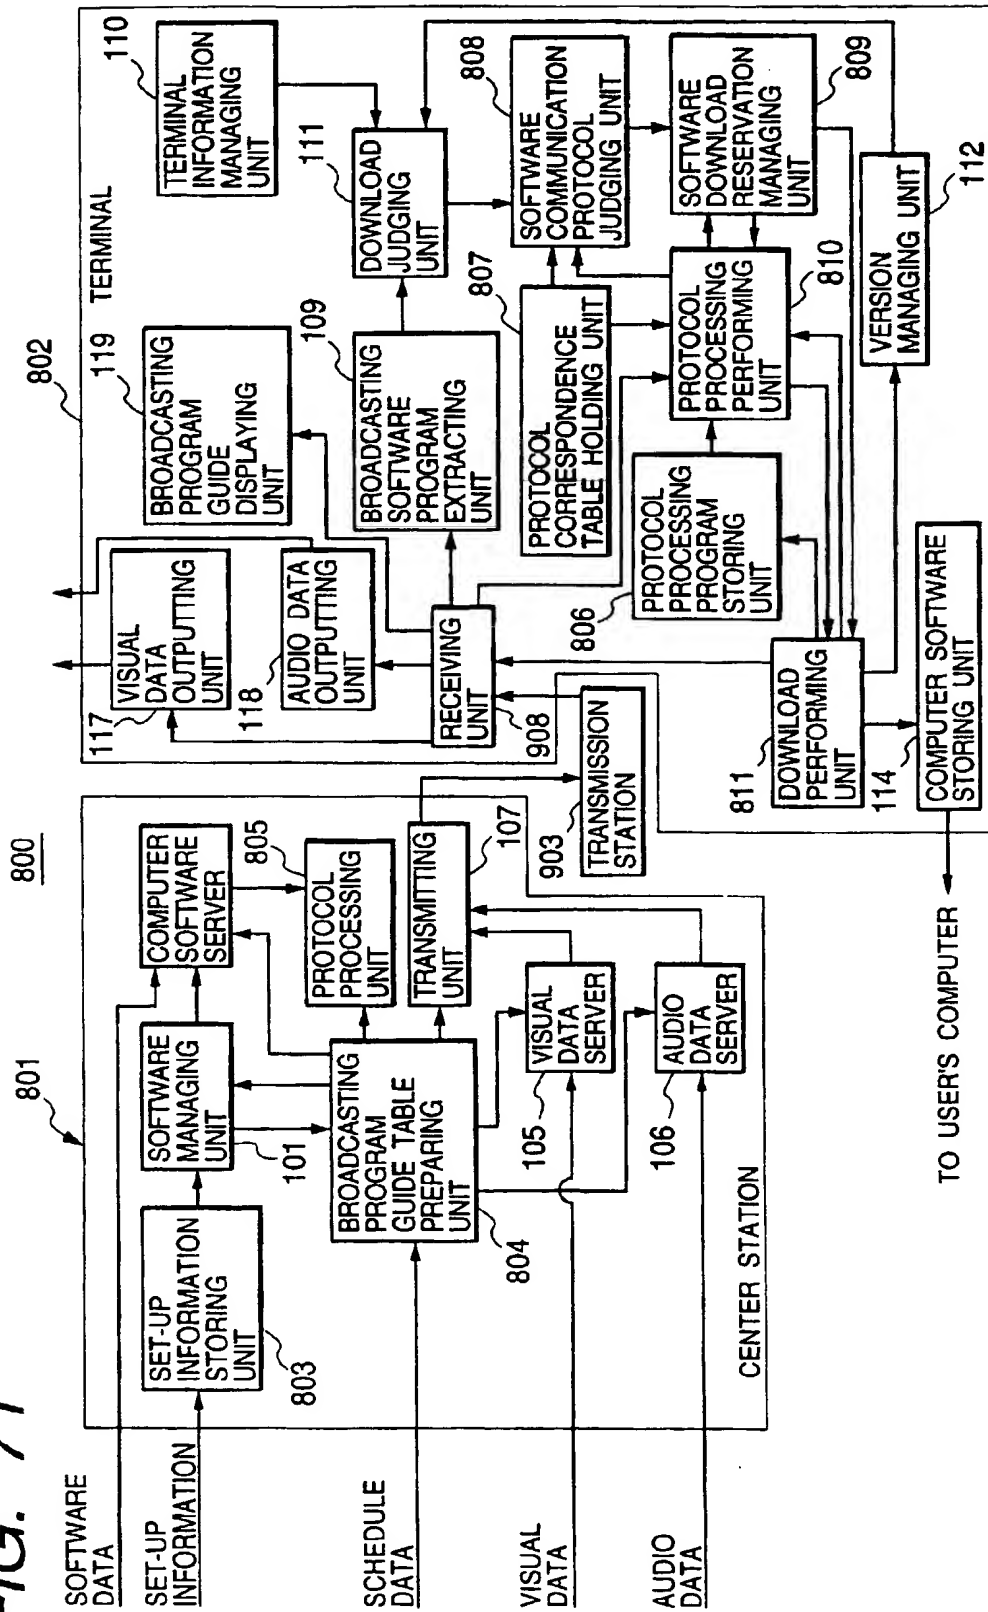 FIG. 71
800
801
CENTER STATION
SOFTWARE
DATA
SET-UP
INFORMATION
SCHEDULE
DATA
VISUAL
DATA
AUDIO
DATA
SET-UP
INFORMATION
STORING
UNIT
803
SOFTWARE
MANAGING
UNIT
101
COMPUTER
SOFTWARE
SERVER
BROADCASTING
PROGRAM
GUIDE TABLE
PREPARING
UNIT
804
PROTOCOL
PROCESSING
UNIT
805
TRANSMITTING
UNIT
107
VISUAL
DATA
SERVER
105
AUDIO
DATA
SERVER
106
TRANSMISSION
STATION
903
802
TERMINAL
VISUAL
DATA
OUTPUTTING
UNIT
117
AUDIO DATA
OUTPUTTING
UNIT
118
BROADCASTING
PROGRAM
GUIDE
DISPLAYING
UNIT
119
TERMINAL
INFORMATION
MANAGING
UNIT
110
RECEIVING
UNIT
908
BROADCASTING
SOFTWARE
PROGRAM
EXTRACTING
UNIT
109
DOWNLOAD
JUDGING
UNIT
111
PROTOCOL
CORRESPONDENCE
TABLE HOLDING UNIT
807
SOFTWARE
COMMUNICATION
PROTOCOL
JUDGING UNIT
808
PROTOCOL
PROCESSING
PROGRAM
STORING
UNIT
806
PROTOCOL
PROCESSING
PERFORMING
UNIT
810
SOFTWARE
DOWNLOAD
RESERVATION
MANAGING
UNIT
809
DOWNLOAD
PERFORMING
UNIT
811
VERSION
MANAGING UNIT
112
COMPUTER SOFTWARE
STORING UNIT
114
TO USER'S COMPUTER